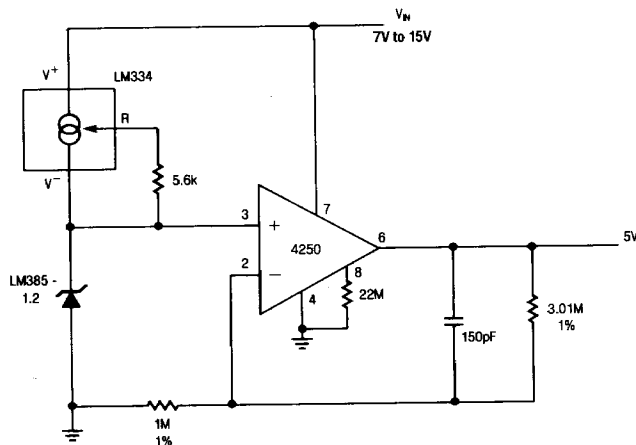 V_IN
7V to 15V
V+
LM334
R
V−
5.6k
3
+
7
4250
6
5V
2
−
8
4
22M
LM385 -
1.2
150pF
3.01M
1%
1M
1%